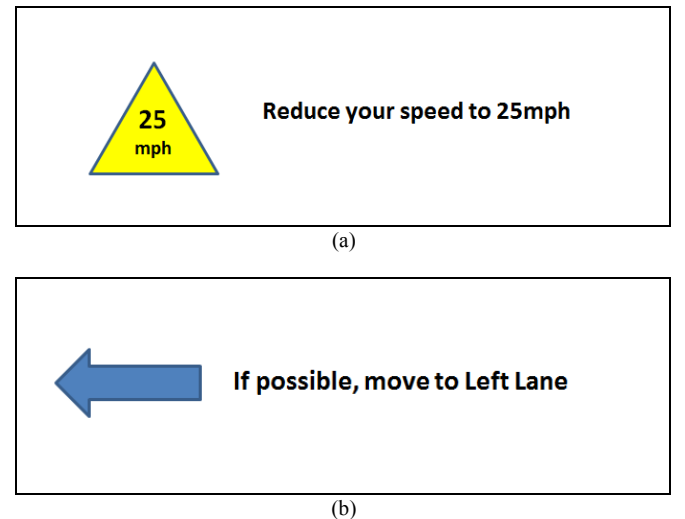 25
mph
Reduce your speed to 25mph
(a)
If possible, move to Left Lane
(b)